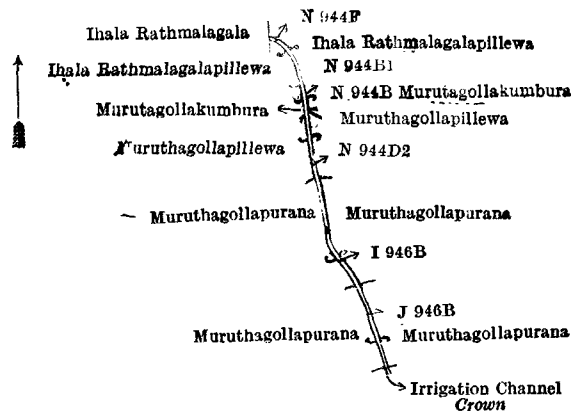 N 944F
Ihala Rathmalagala
Ihala Rathmalagalapillewa
Ihala Rathmalagalapillewa
N 944B1
N 944B Murutagollakumbura
Murutagollakumbura
Muruthagollapillewa
Muruthagollapillewa
N 944D2
Muruthagollapurana Muruthagollapurana
I 946B
J 946B
Muruthagollapurana Muruthagollapurana
Irrigation Channel
Crown